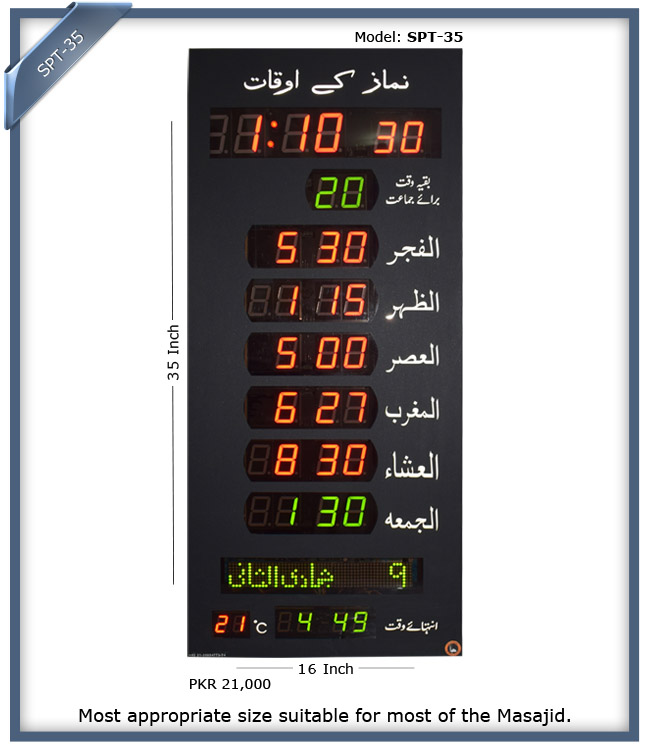 SPT-35
Model: SPT-35
نماز کے اوقات
1:10 30
بقیہ وقت
برائے جماعت
20
الفجر 5 30
الظہر 1 15
العصر 5 00
المغرب 6 27
العشاء 8 30
الجمعہ 1 30
9 جمادی الثانی
انتہائے وقت 4 49
21 °C
35 Inch
16 Inch
PKR 21,000
Most appropriate size suitable for most of the Masajid.